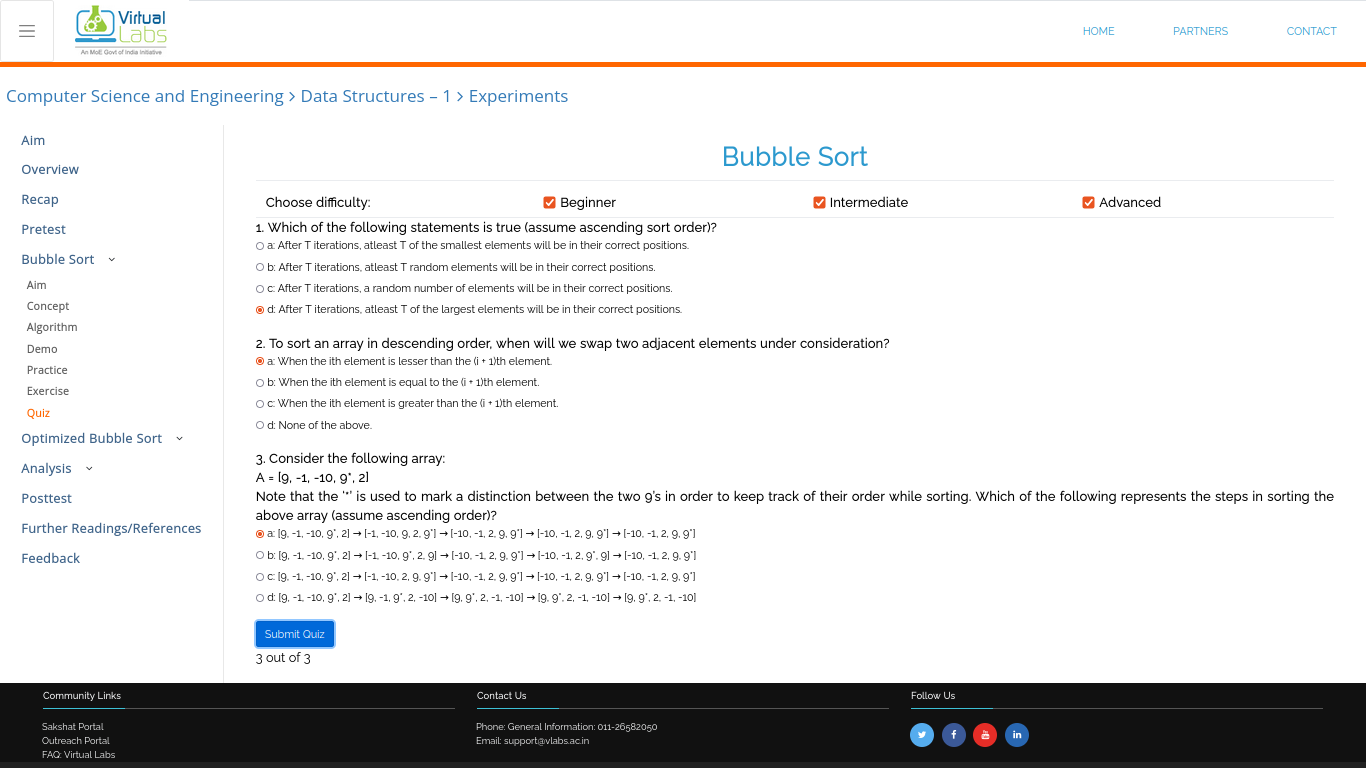 Virtual
Labs
An MoE Govt of India Initiative
HOME
PARTNERS
CONTACT
Computer Science and Engineering > Data Structures – 1 > Experiments
Aim
Overview
Recap
Pretest
Bubble Sort
Aim
Concept
Algorithm
Demo
Practice
Exercise
Quiz
Optimized Bubble Sort
Analysis
Posttest
Further Readings/References
Feedback
Bubble Sort
Choose difficulty:
Beginner
Intermediate
Advanced
1. Which of the following statements is true (assume ascending sort order)?
a: After T iterations, atleast T of the smallest elements will be in their correct positions.
b: After T iterations, atleast T random elements will be in their correct positions.
c: After T iterations, a random number of elements will be in their correct positions.
d: After T iterations, atleast T of the largest elements will be in their correct positions.
2. To sort an array in descending order, when will we swap two adjacent elements under consideration?
a: When the ith element is lesser than the (i + 1)th element.
b: When the ith element is equal to the (i + 1)th element.
c: When the ith element is greater than the (i + 1)th element.
d: None of the above.
3. Consider the following array:
A = [9, -1, -10, 9*, 2]
Note that the '*' is used to mark a distinction between the two 9's in order to keep track of their order while sorting. Which of the following represents the steps in sorting the
above array (assume ascending order)?
a: [9, -1, -10, 9*, 2] → [-1, -10, 9, 2, 9*] → [-10, -1, 2, 9, 9*] → [-10, -1, 2, 9, 9*] → [-10, -1, 2, 9, 9*]
b: [9, -1, -10, 9*, 2] → [-1, -10, 9*, 2, 9] → [-10, -1, 2, 9, 9*] → [-10, -1, 2, 9*, 9] → [-10, -1, 2, 9, 9*]
c: [9, -1, -10, 9*, 2] → [-1, -10, 2, 9, 9*] → [-10, -1, 2, 9, 9*] → [-10, -1, 2, 9, 9*] → [-10, -1, 2, 9, 9*]
d: [9, -1, -10, 9*, 2] → [9, -1, 9*, 2, -10] → [9, 9*, 2, -1, -10] → [9, 9*, 2, -1, -10] → [9, 9*, 2, -1, -10]
Submit Quiz
3 out of 3
Community Links
Sakshat Portal
Outreach Portal
FAQ: Virtual Labs
Contact Us
Phone: General Information: 011-26582050
Email: support@vlabs.ac.in
Follow Us